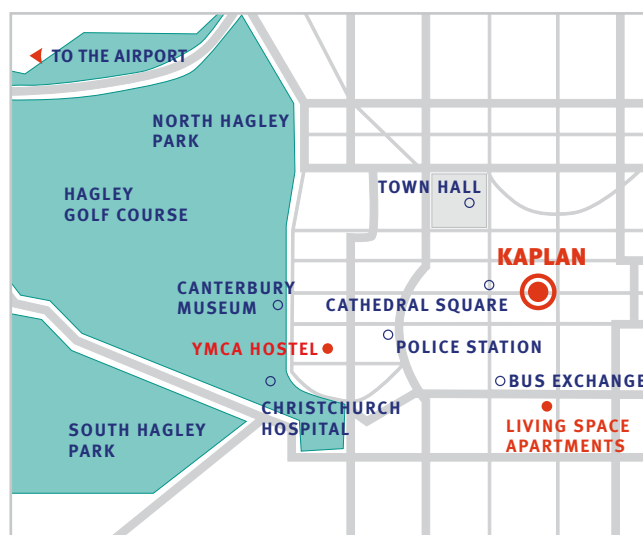 TO THE AIRPORT
NORTH HAGLEY
PARK
HAGLEY
GOLF COURSE
TOWN HALL
KAPLAN
CANTERBURY
MUSEUM
CATHEDRAL SQUARE
YMCA HOSTEL
POLICE STATION
BUS EXCHANGE
CHRISTCHURCH
HOSPITAL
SOUTH HAGLEY
PARK
LIVING SPACE
APARTMENTS